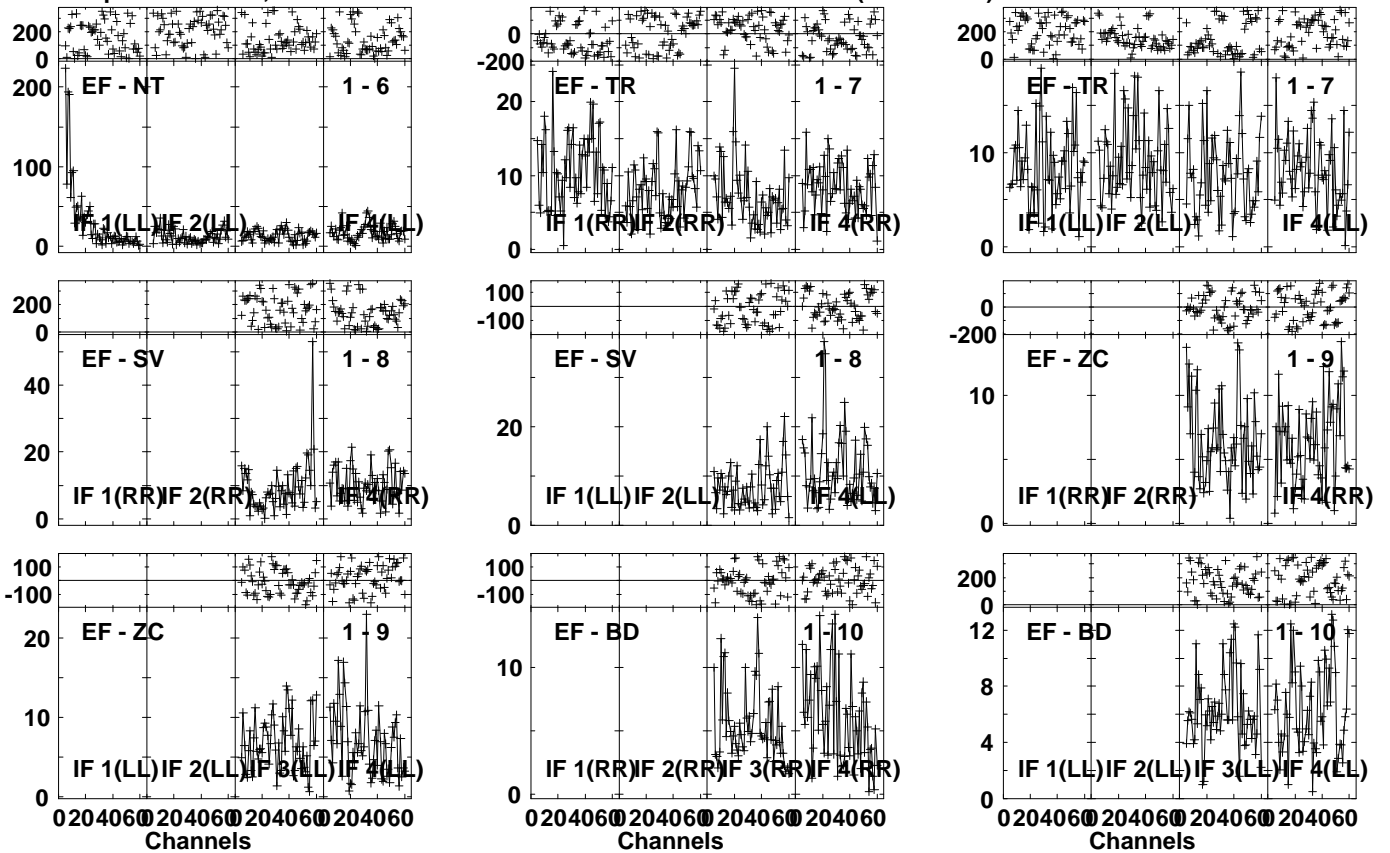 200
0
EF - NT 1 - 6
200
100
0
IF 1(LL) IF 2(LL) IF 4(LL)
0
-200
EF - TR 1 - 7
20
10
0
IF 1(RR) IF 2(RR) IF 4(RR)
200
0
EF - TR 1 - 7
10
0
IF 1(LL) IF 2(LL) IF 4(LL)
200
0
EF - SV 1 - 8
40
20
0
IF 1(RR) IF 2(RR) IF 4(RR)
100
-100
EF - SV 1 - 8
20
0
IF 1(LL) IF 2(LL) IF 4(LL)
0
-200
EF - ZC 1 - 9
10
0
IF 1(RR) IF 2(RR) IF 4(RR)
100
-100
EF - ZC 1 - 9
20
10
0
IF 1(LL) IF 2(LL) IF 3(LL) IF 4(LL)
0 20 40 60 0 20 40 60 0 20 40 60 0 20 40 60
Channels
100
-100
EF - BD 1 - 10
10
0
IF 1(RR) IF 2(RR) IF 3(RR) IF 4(RR)
0 20 40 60 0 20 40 60 0 20 40 60 0 20 40 60
Channels
200
0
EF - BD 1 - 10
12
8
4
0
IF 1(LL) IF 2(LL) IF 3(LL) IF 4(LL)
0 20 40 60 0 20 40 60 0 20 40 60 0 20 40 60
Channels